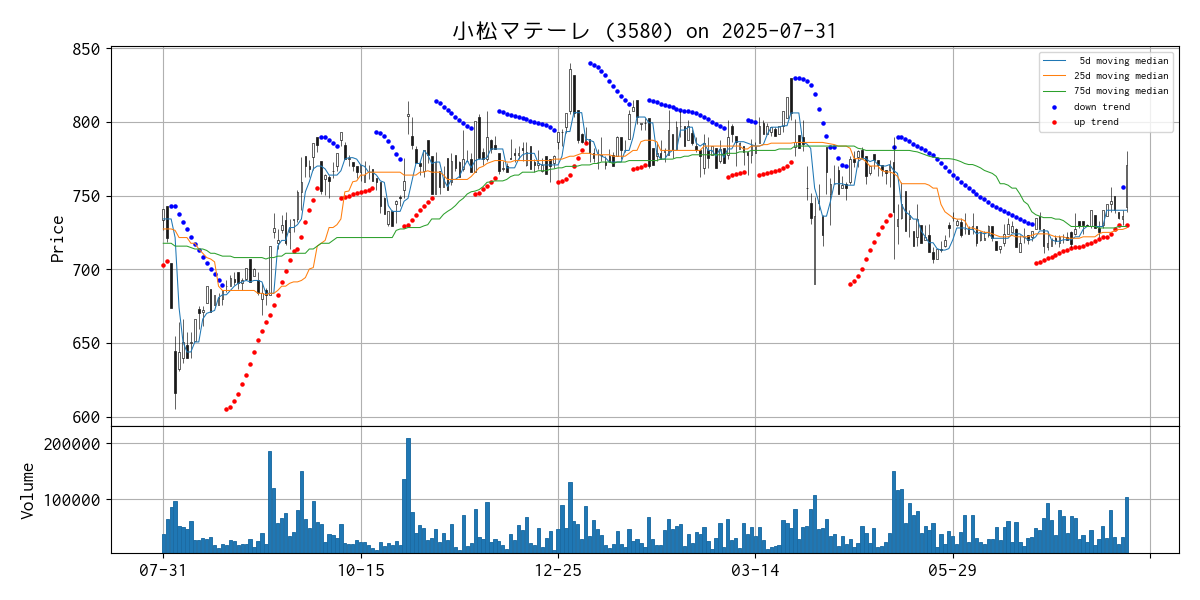 小松マテーレ (3580) on 2025-07-31
850
800
750
700
650
600
Price
5d moving median
25d moving median
75d moving median
down trend
up trend
200000
100000
Volume
07-31
10-15
12-25
03-14
05-29